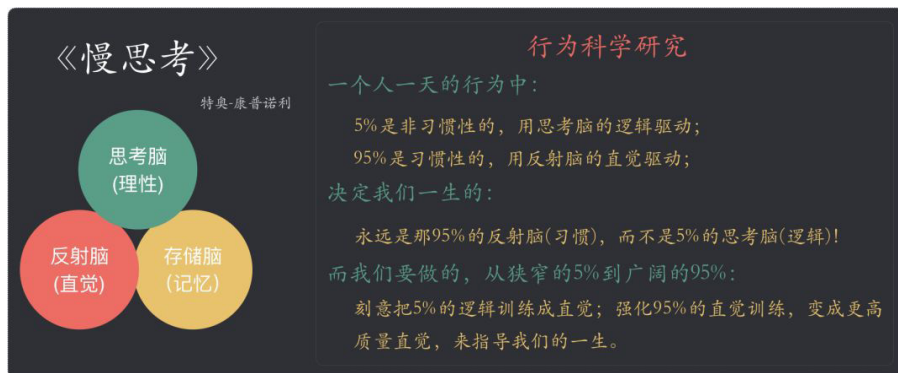 《慢思考》
特奥-康普诺利
思考脑
(理性)
反射脑
(直觉)
存储脑
(记忆)
行为科学研究
一个人一天的行为中：
5%是非习惯性的，用思考脑的逻辑驱动；
95%是习惯性的，用反射脑的直觉驱动；
决定我们一生的：
永远是那95%的反射脑(习惯)，而不是5%的思考脑(逻辑)！
而我们要做的，从狭窄的5%到广阔的95%：
刻意把5%的逻辑训练成直觉；强化95%的直觉训练，变成更高
质量直觉，来指导我们的一生。